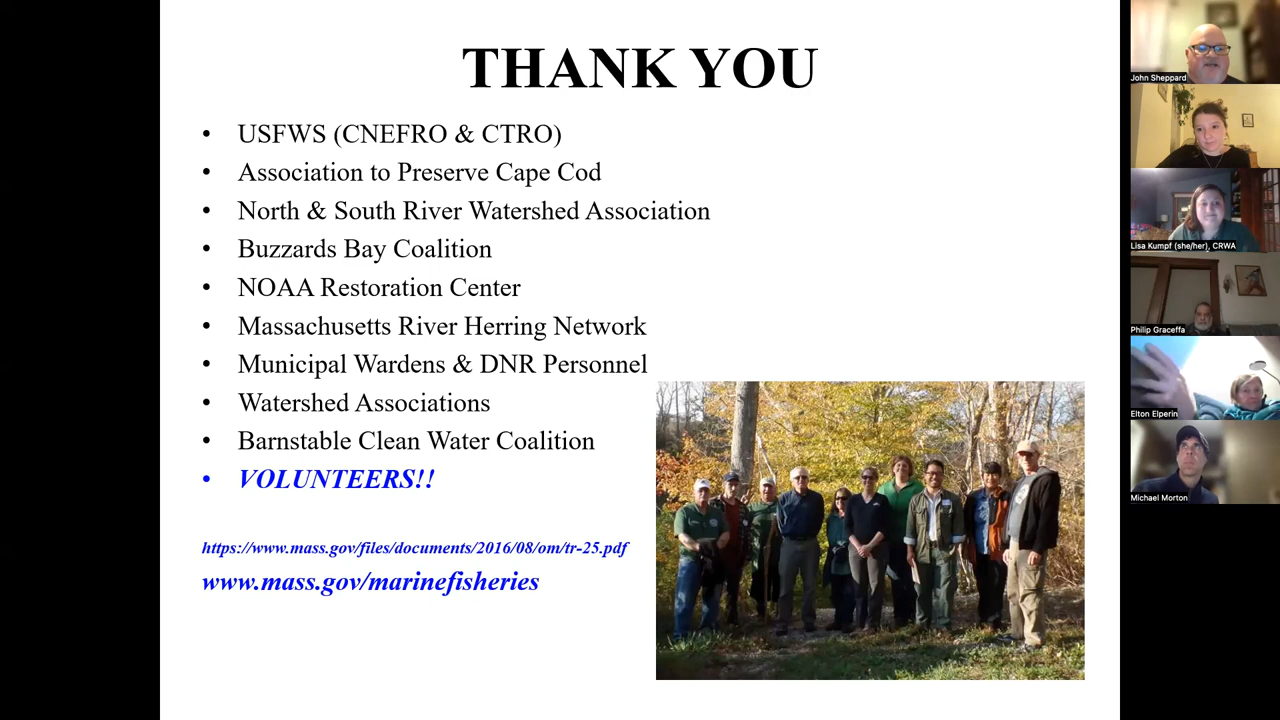 THANK YOU
• USFWS (CNEFRO & CTRO)
• Association to Preserve Cape Cod
• North & South River Watershed Association
• Buzzards Bay Coalition
• NOAA Restoration Center
• Massachusetts River Herring Network
• Municipal Wardens & DNR Personnel
• Watershed Associations
• Barnstable Clean Water Coalition
• VOLUNTEERS!!
https://www.mass.gov/files/documents/2016/08/om/tr-25.pdf
www.mass.gov/marinefisheries
John Sheppard
Lisa Kumpf (she/her), CRWA
Philip Graceffa
Elton Elperin
Michael Morton